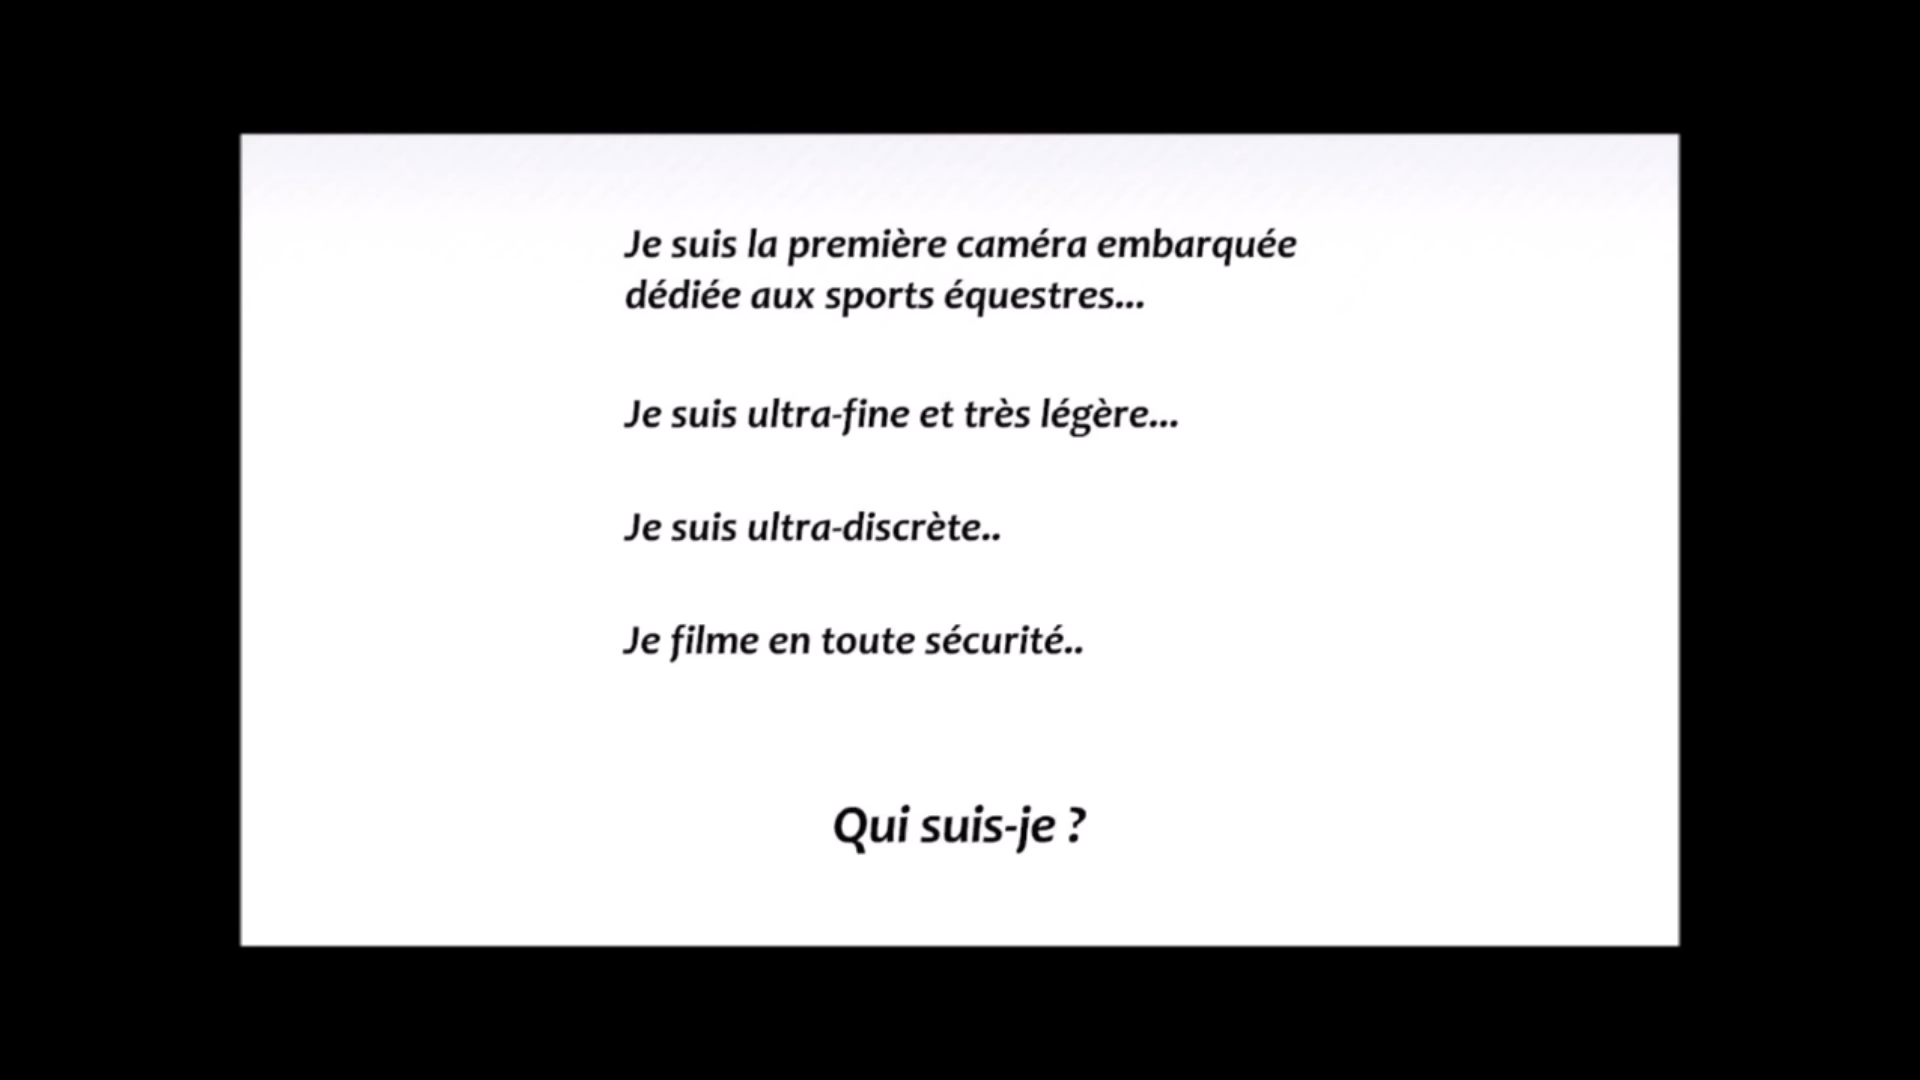 Je suis la première caméra embarquée
dédiée aux sports équestres...
Je suis ultra-fine et très légère...
Je suis ultra-discrète..
Je filme en toute sécurité..
Qui suis-je ?